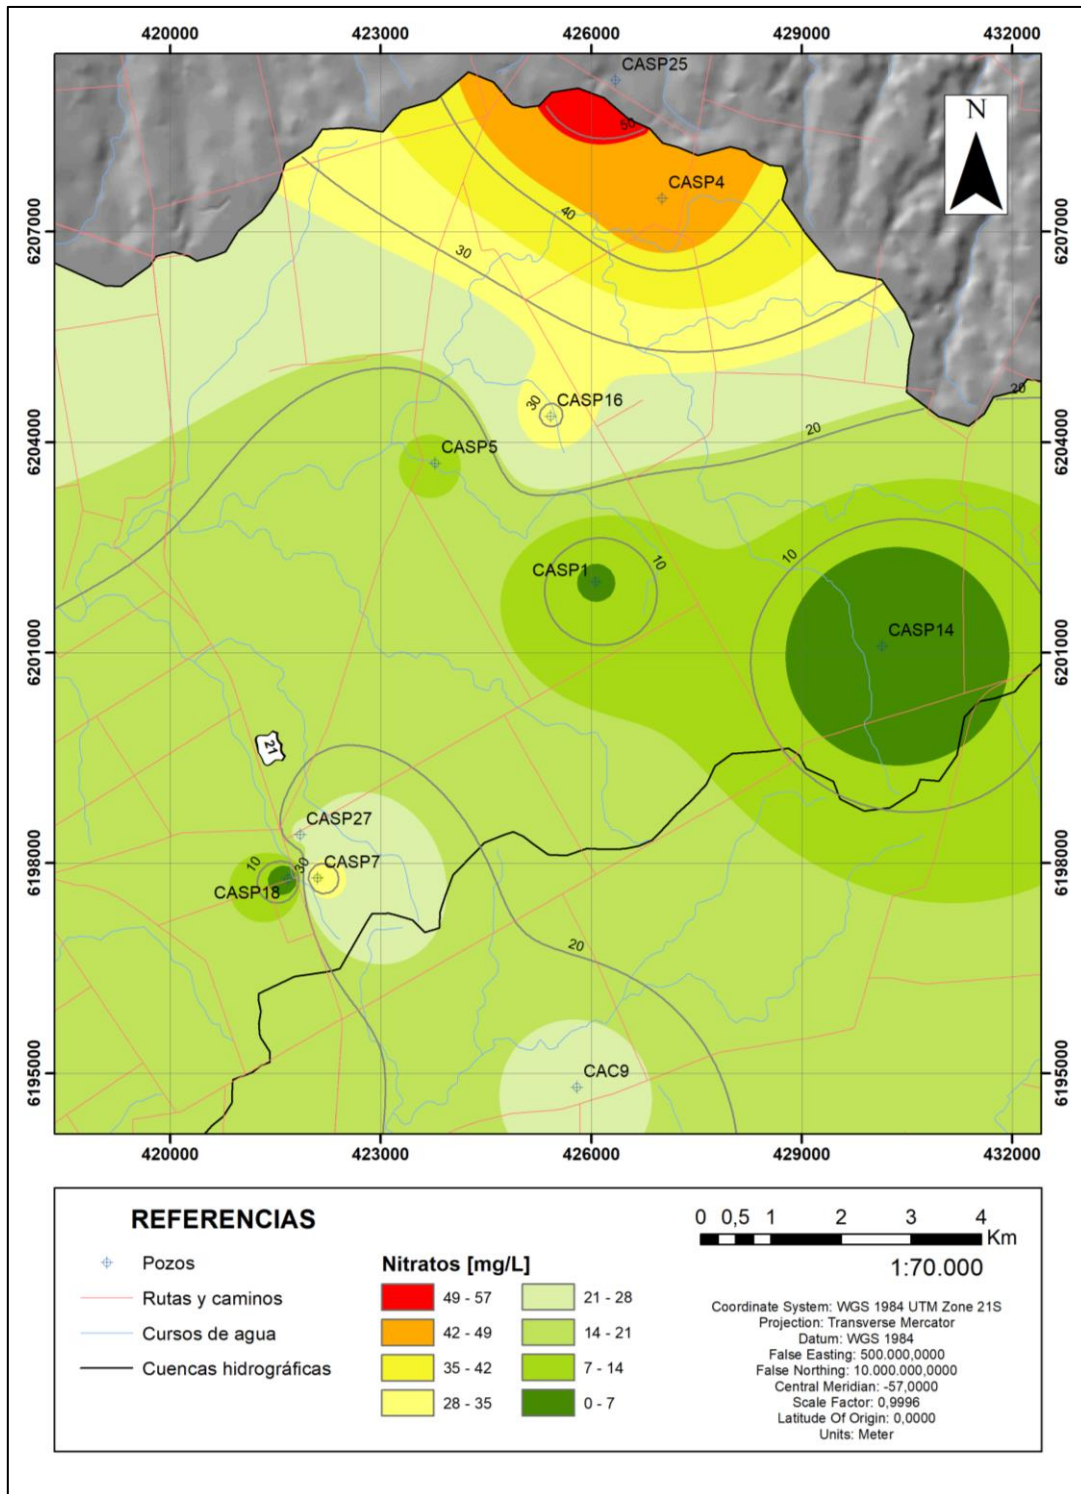 420000 423000 426000 429000 432000
CASP25
N
50
CASP4
40
6207000 6207000
30
20
30
CASP16
20
6204000 6204000
CASP5
10
10
CASP1
CASP14
6201000 6201000
21
CASP27
10
30
CASP7
6198000 6198000
CASP18
20
CAC9
6195000 6195000
420000 423000 426000 429000 432000
REFERENCIAS
Pozos
Rutas y caminos
Cursos de agua
Cuencas hidrográficas
Nitratos [mg/L]
49 - 57
42 - 49
35 - 42
28 - 35
21 - 28
14 - 21
7 - 14
0 - 7
0 0,5 1 2 3 4
Km
1:70.000
Coordinate System: WGS 1984 UTM Zone 21S
Projection: Transverse Mercator
Datum: WGS 1984
False Easting: 500.000,0000
False Northing: 10.000.000,0000
Central Meridian: -57,0000
Scale Factor: 0,9996
Latitude Of Origin: 0,0000
Units: Meter